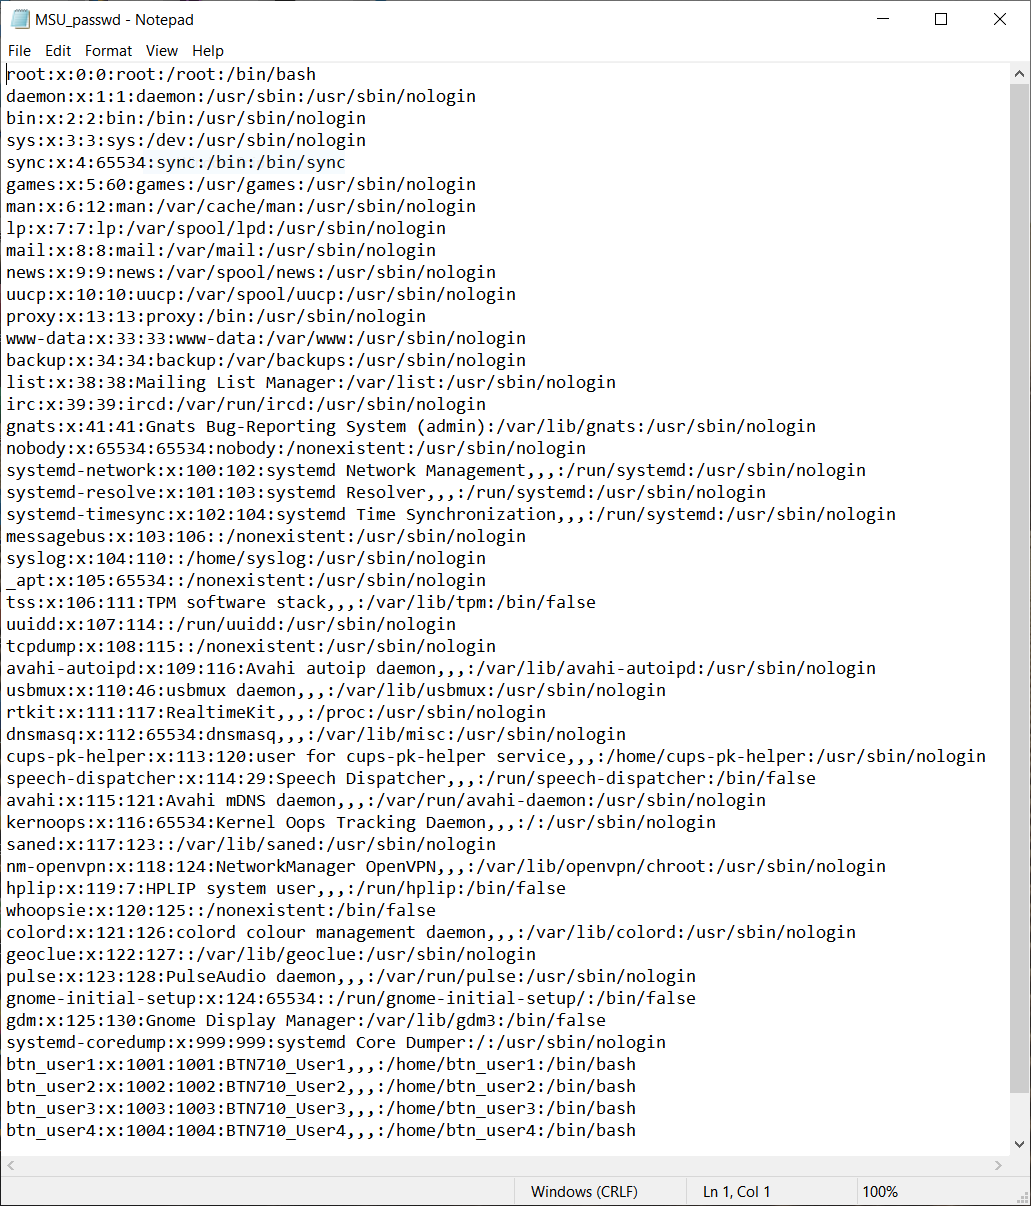 MSU_passwd - Notepad
File Edit Format View Help
root:x:0:0:root:/root:/bin/bash
daemon:x:1:1:daemon:/usr/sbin:/usr/sbin/nologin
bin:x:2:2:bin:/bin:/usr/sbin/nologin
sys:x:3:3:sys:/dev:/usr/sbin/nologin
sync:x:4:65534:sync:/bin:/bin/sync
games:x:5:60:games:/usr/games:/usr/sbin/nologin
man:x:6:12:man:/var/cache/man:/usr/sbin/nologin
lp:x:7:7:lp:/var/spool/lpd:/usr/sbin/nologin
mail:x:8:8:mail:/var/mail:/usr/sbin/nologin
news:x:9:9:news:/var/spool/news:/usr/sbin/nologin
uucp:x:10:10:uucp:/var/spool/uucp:/usr/sbin/nologin
proxy:x:13:13:proxy:/bin:/usr/sbin/nologin
www-data:x:33:33:www-data:/var/www:/usr/sbin/nologin
backup:x:34:34:backup:/var/backups:/usr/sbin/nologin
list:x:38:38:Mailing List Manager:/var/list:/usr/sbin/nologin
irc:x:39:39:ircd:/var/run/ircd:/usr/sbin/nologin
gnats:x:41:41:Gnats Bug-Reporting System (admin):/var/lib/gnats:/usr/sbin/nologin
nobody:x:65534:65534:nobody:/nonexistent:/usr/sbin/nologin
systemd-network:x:100:102:systemd Network Management,,,:/run/systemd:/usr/sbin/nologin
systemd-resolve:x:101:103:systemd Resolver,,,:/run/systemd:/usr/sbin/nologin
systemd-timesync:x:102:104:systemd Time Synchronization,,,:/run/systemd:/usr/sbin/nologin
messagebus:x:103:106::/nonexistent:/usr/sbin/nologin
syslog:x:104:110::/home/syslog:/usr/sbin/nologin
_apt:x:105:65534::/nonexistent:/usr/sbin/nologin
tss:x:106:111:TPM software stack,,,:/var/lib/tpm:/bin/false
uuidd:x:107:114::/run/uuidd:/usr/sbin/nologin
tcpdump:x:108:115::/nonexistent:/usr/sbin/nologin
avahi-autoipd:x:109:116:Avahi autoip daemon,,,:/var/lib/avahi-autoipd:/usr/sbin/nologin
usbmux:x:110:46:usbmux daemon,,,:/var/lib/usbmux:/usr/sbin/nologin
rtkit:x:111:117:RealtimeKit,,,:/proc:/usr/sbin/nologin
dnsmasq:x:112:65534:dnsmasq,,,:/var/lib/misc:/usr/sbin/nologin
cups-pk-helper:x:113:120:user for cups-pk-helper service,,,:/home/cups-pk-helper:/usr/sbin/nologin
speech-dispatcher:x:114:29:Speech Dispatcher,,,:/run/speech-dispatcher:/bin/false
avahi:x:115:121:Avahi mDNS daemon,,,:/var/run/avahi-daemon:/usr/sbin/nologin
kernoops:x:116:65534:Kernel Oops Tracking Daemon,,,:/:/usr/sbin/nologin
saned:x:117:123::/var/lib/saned:/usr/sbin/nologin
nm-openvpn:x:118:124:NetworkManager OpenVPN,,,:/var/lib/openvpn/chroot:/usr/sbin/nologin
hplip:x:119:7:HPLIP system user,,,:/run/hplip:/bin/false
whoopsie:x:120:125::/nonexistent:/bin/false
colord:x:121:126:colord colour management daemon,,,:/var/lib/colord:/usr/sbin/nologin
geoclue:x:122:127::/var/lib/geoclue:/usr/sbin/nologin
pulse:x:123:128:PulseAudio daemon,,,:/var/run/pulse:/usr/sbin/nologin
gnome-initial-setup:x:124:65534::/run/gnome-initial-setup/:/bin/false
gdm:x:125:130:Gnome Display Manager:/var/lib/gdm3:/bin/false
systemd-coredump:x:999:999:systemd Core Dumper:/:/usr/sbin/nologin
btn_user1:x:1001:1001:BTN710_User1,,,:/home/btn_user1:/bin/bash
btn_user2:x:1002:1002:BTN710_User2,,,:/home/btn_user2:/bin/bash
btn_user3:x:1003:1003:BTN710_User3,,,:/home/btn_user3:/bin/bash
btn_user4:x:1004:1004:BTN710_User4,,,:/home/btn_user4:/bin/bash
Windows (CRLF) Ln 1, Col 1 100%